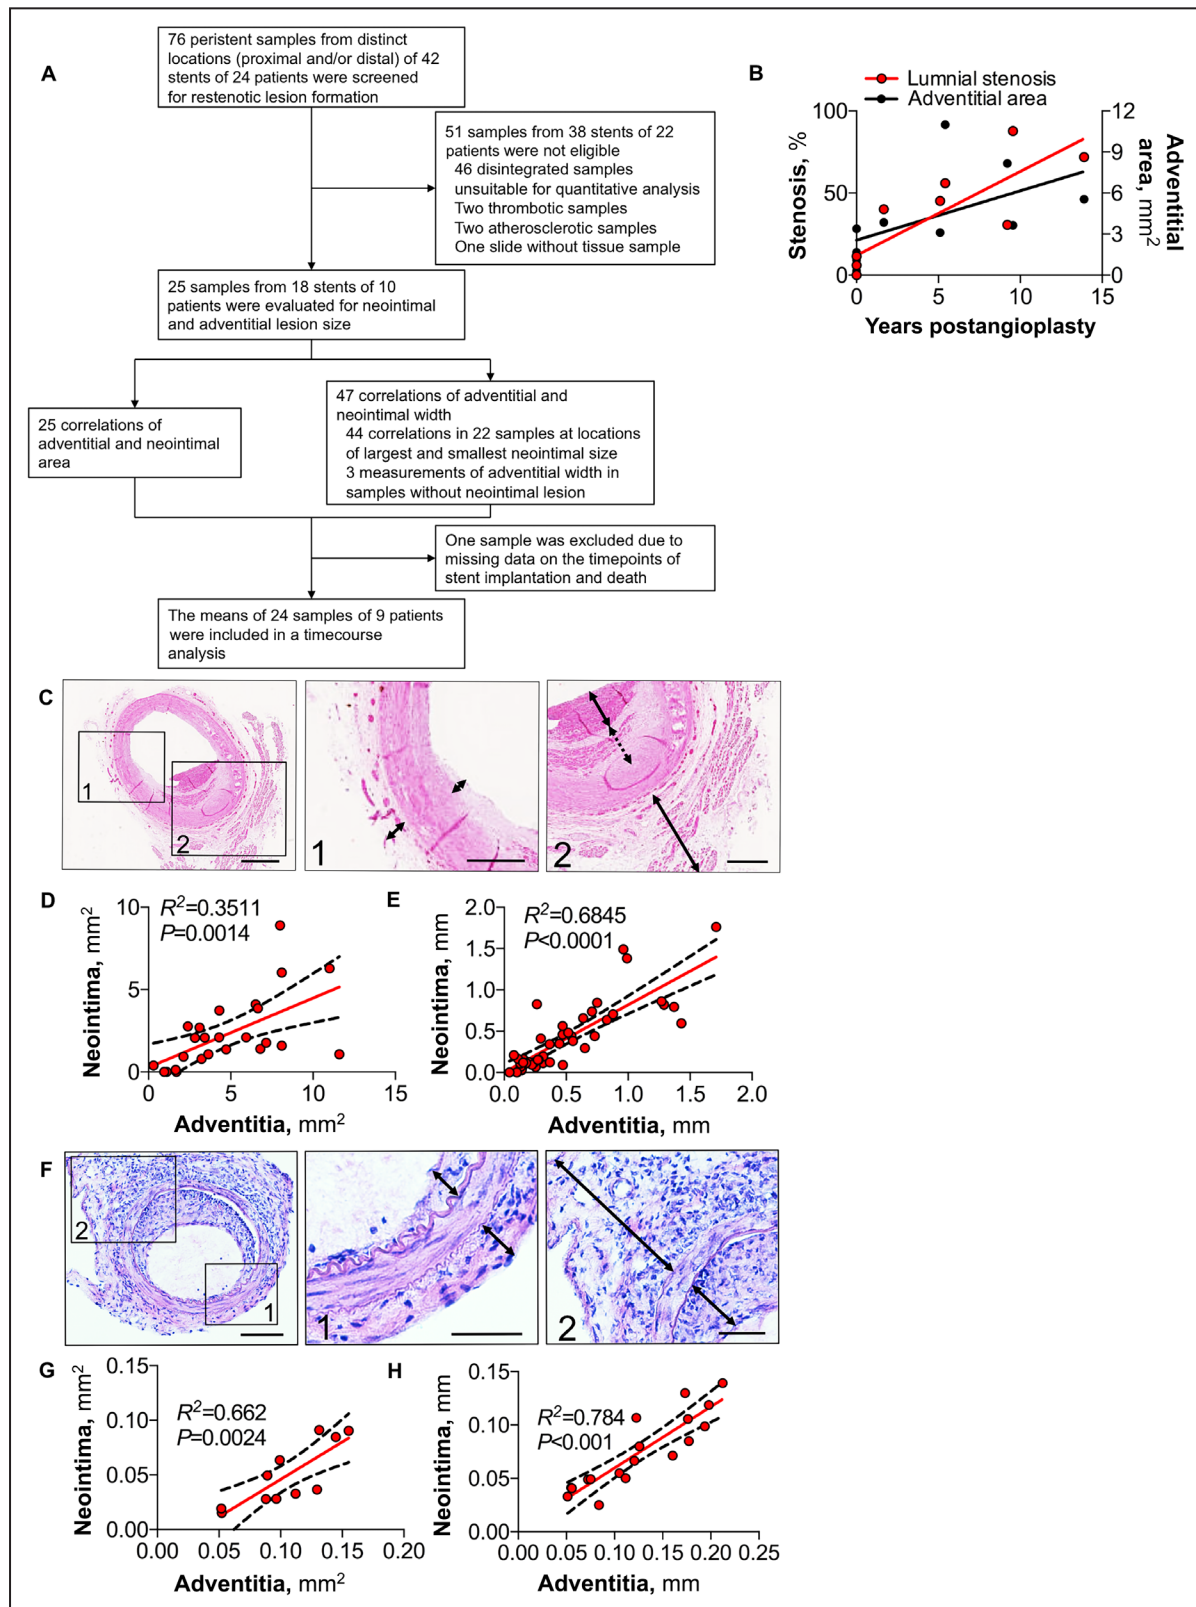 A
76 peristent samples from distinct
locations (proximal and/or distal) of 42
stents of 24 patients were screened
for restenotic lesion formation
51 samples from 38 stents of 22
patients were not eligible
46 disintegrated samples
unsuitable for quantitative analysis
Two thrombotic samples
Two atherosclerotic samples
One slide without tissue sample
25 samples from 18 stents of 10
patients were evaluated for neointimal
and adventitial lesion size
25 correlations of
adventitial and neointimal
area
47 correlations of adventitial and
neointimal width
44 correlations in 22 samples at locations
of largest and smallest neointimal size
3 measurements of adventitial width in
samples without neointimal lesion
One sample was excluded due to
missing data on the timepoints of
stent implantation and death
The means of 24 samples of 9 patients
were included in a timecourse
analysis
B
Lumnial stenosis
Adventitial area
Stenosis, %
100
50
0
12
9
6
3
0
Adventitial
area, mm²
0 5 10 15
Years postangioplasty
C
1
2
1
2
D
R²=0.3511
P=0.0014
Neointima, mm²
10
5
0
0 5 10 15
Adventitia, mm²
E
R²=0.6845
P<0.0001
Neointima, mm
2.0
1.5
1.0
0.5
0.0
0.0 0.5 1.0 1.5 2.0
Adventitia, mm
F
2
1
1
2
G
R²=0.662
P=0.0024
Neointima, mm²
0.15
0.10
0.05
0.00
0.00 0.05 0.10 0.15 0.20
Adventitia, mm²
H
R²=0.784
P<0.001
Neointima, mm
0.15
0.10
0.05
0.00
0.00 0.05 0.10 0.15 0.20 0.25
Adventitia, mm